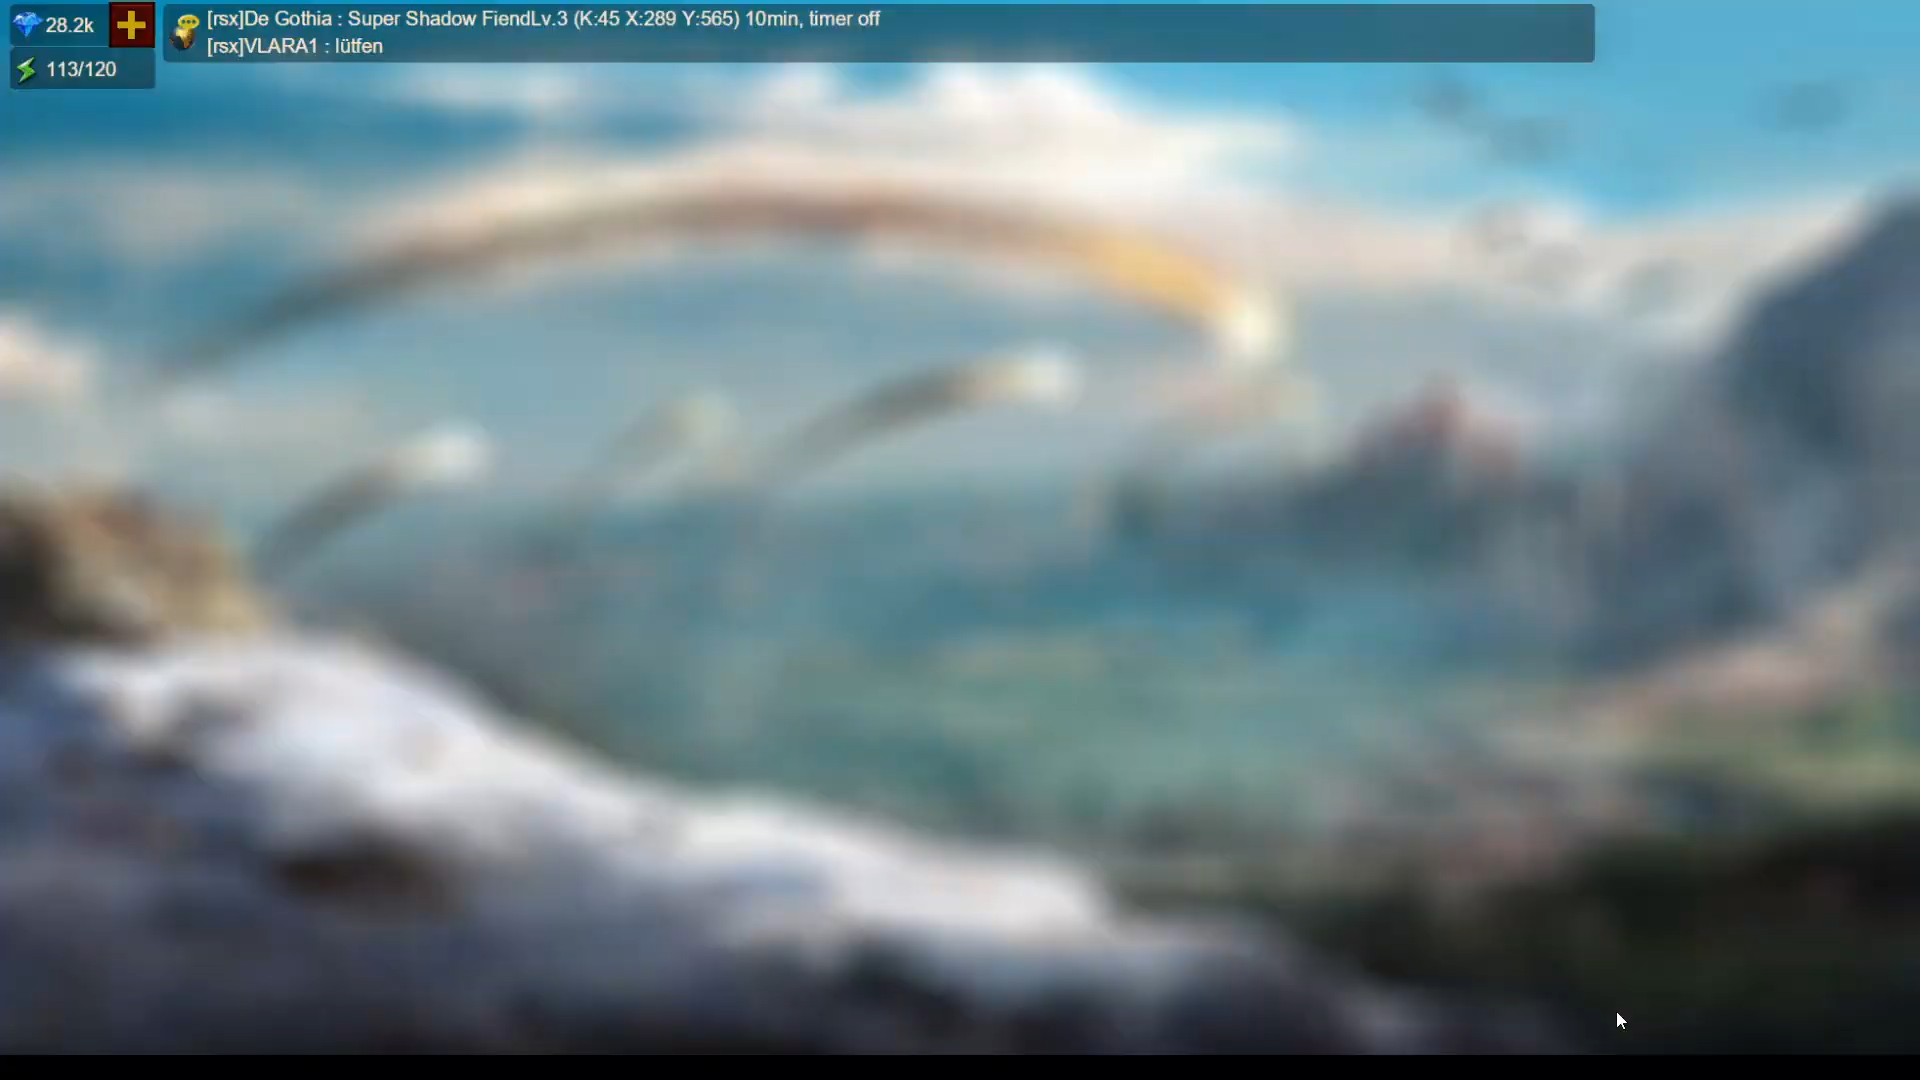 28.2k
[rsx]De Gothia : Super Shadow FiendLv.3 (K:45 X:289 Y:565) 10min, timer off
[rsx]VLARA1 : lütfen
113/120